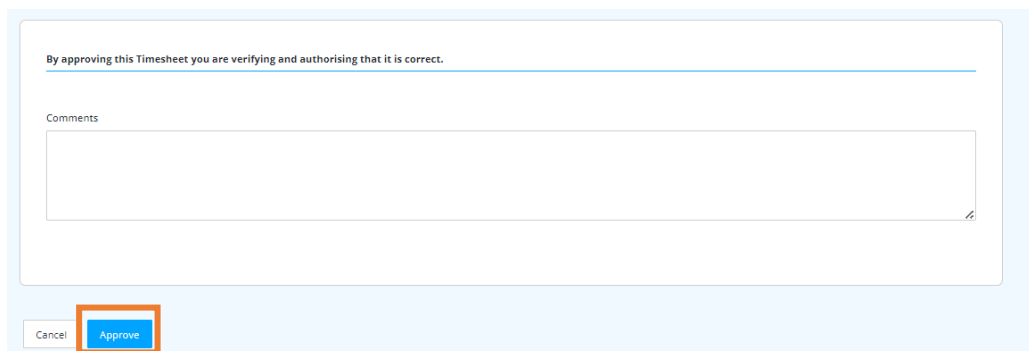 By approving this Timesheet you are verifying and authorising that it is correct.
Comments
Cancel
Approve